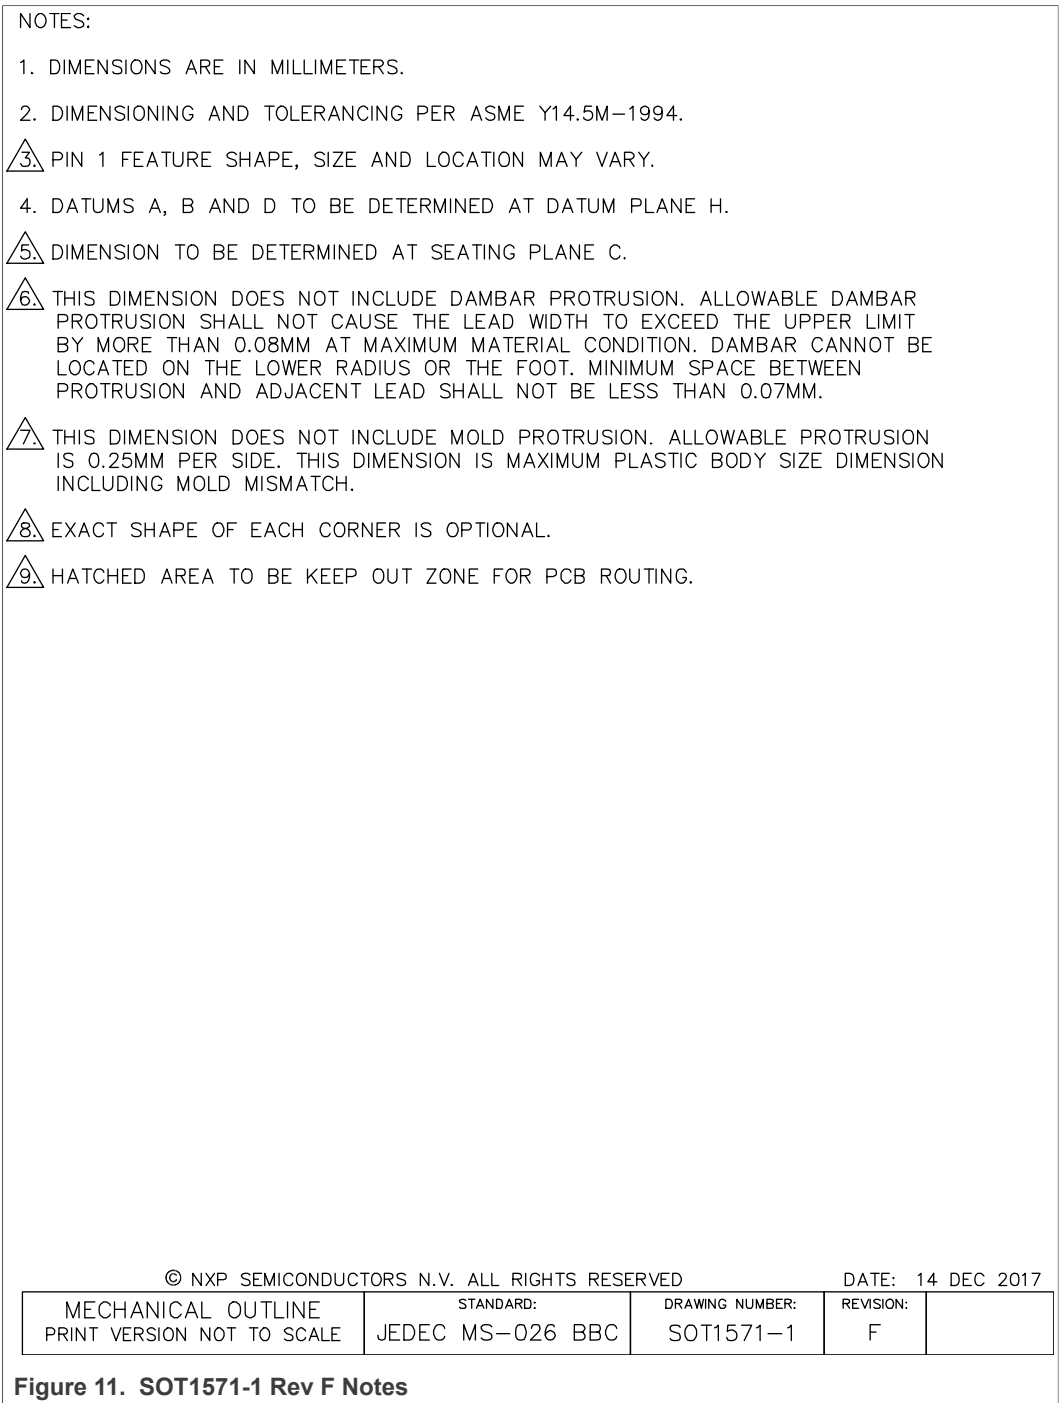 NOTES:
1. DIMENSIONS ARE IN MILLIMETERS.
2. DIMENSIONING AND TOLERANCING PER ASME Y14.5M–1994.
3. PIN 1 FEATURE SHAPE, SIZE AND LOCATION MAY VARY.
4. DATUMS A, B AND D TO BE DETERMINED AT DATUM PLANE H.
5. DIMENSION TO BE DETERMINED AT SEATING PLANE C.
6. THIS DIMENSION DOES NOT INCLUDE DAMBAR PROTRUSION. ALLOWABLE DAMBAR
PROTRUSION SHALL NOT CAUSE THE LEAD WIDTH TO EXCEED THE UPPER LIMIT
BY MORE THAN 0.08MM AT MAXIMUM MATERIAL CONDITION. DAMBAR CANNOT BE
LOCATED ON THE LOWER RADIUS OR THE FOOT. MINIMUM SPACE BETWEEN
PROTRUSION AND ADJACENT LEAD SHALL NOT BE LESS THAN 0.07MM.
7. THIS DIMENSION DOES NOT INCLUDE MOLD PROTRUSION. ALLOWABLE PROTRUSION
IS 0.25MM PER SIDE. THIS DIMENSION IS MAXIMUM PLASTIC BODY SIZE DIMENSION
INCLUDING MOLD MISMATCH.
8. EXACT SHAPE OF EACH CORNER IS OPTIONAL.
9. HATCHED AREA TO BE KEEP OUT ZONE FOR PCB ROUTING.
© NXP SEMICONDUCTORS N.V. ALL RIGHTS RESERVED
DATE: 14 DEC 2017
MECHANICAL OUTLINE
PRINT VERSION NOT TO SCALE
STANDARD:
JEDEC MS–026 BBC
DRAWING NUMBER:
SOT1571–1
REVISION:
F
Figure 11. SOT1571-1 Rev F Notes